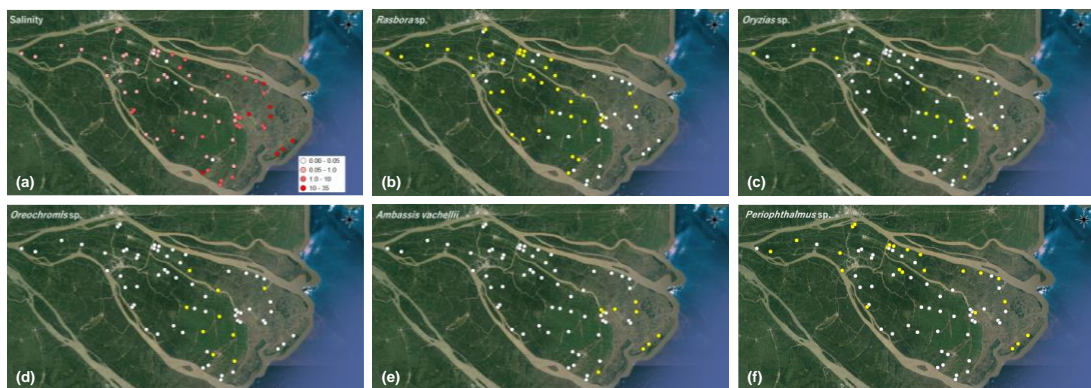 Salinity
(a)
0.00 - 0.05
0.05 - 1.0
1.0 - 10
10 - 35
Rasbora sp.
(b)
Oryzias sp.
(c)
Oreochromis sp.
(d)
Ambassis vachellii
(e)
Periophthalmus sp.
(f)